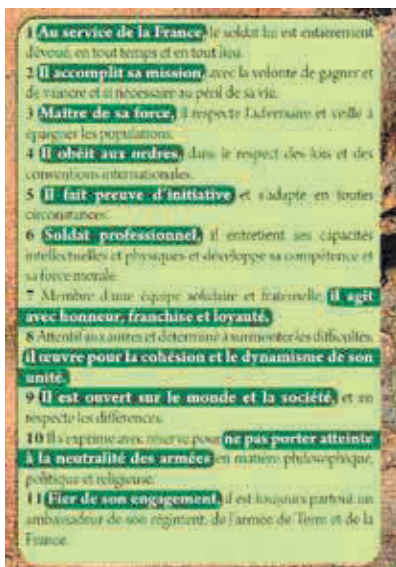 1 Au service de la France, le soldat lui est entièrement
dévoué, en tout temps et en tout lieu.
2 Il accomplit sa mission avec la volonté de gagner et
de vaincre et si nécessaire au péril de sa vie.
3 Maître de sa force, il respecte l'adversaire et veille à
épargner les populations.
4 Il obéit aux ordres, dans le respect des lois et des
conventions internationales.
5 Il fait preuve d'initiative et s'adapte en toutes
circonstances.
6 Soldat professionnel, il entretient ses capacités
intellectuelles et physiques et développe sa compétence et
sa force morale.
7 Membre d'une équipe solidaire et fraternelle, il agit
avec honneur, franchise et loyauté.
8 Attentif aux autres et déterminé à surmonter les difficultés,
il œuvre pour la cohésion et le dynamisme de son
unité.
9 Il est ouvert sur le monde et la société, et en
respecte les différences.
10 Il s'exprime avec réserve pour ne pas porter atteinte
à la neutralité des armées en matière philosophique,
politique et religieuse.
11 Fier de son engagement, il est toujours partout un
ambassadeur de son régiment, de l'armée de Terre et de la
France.